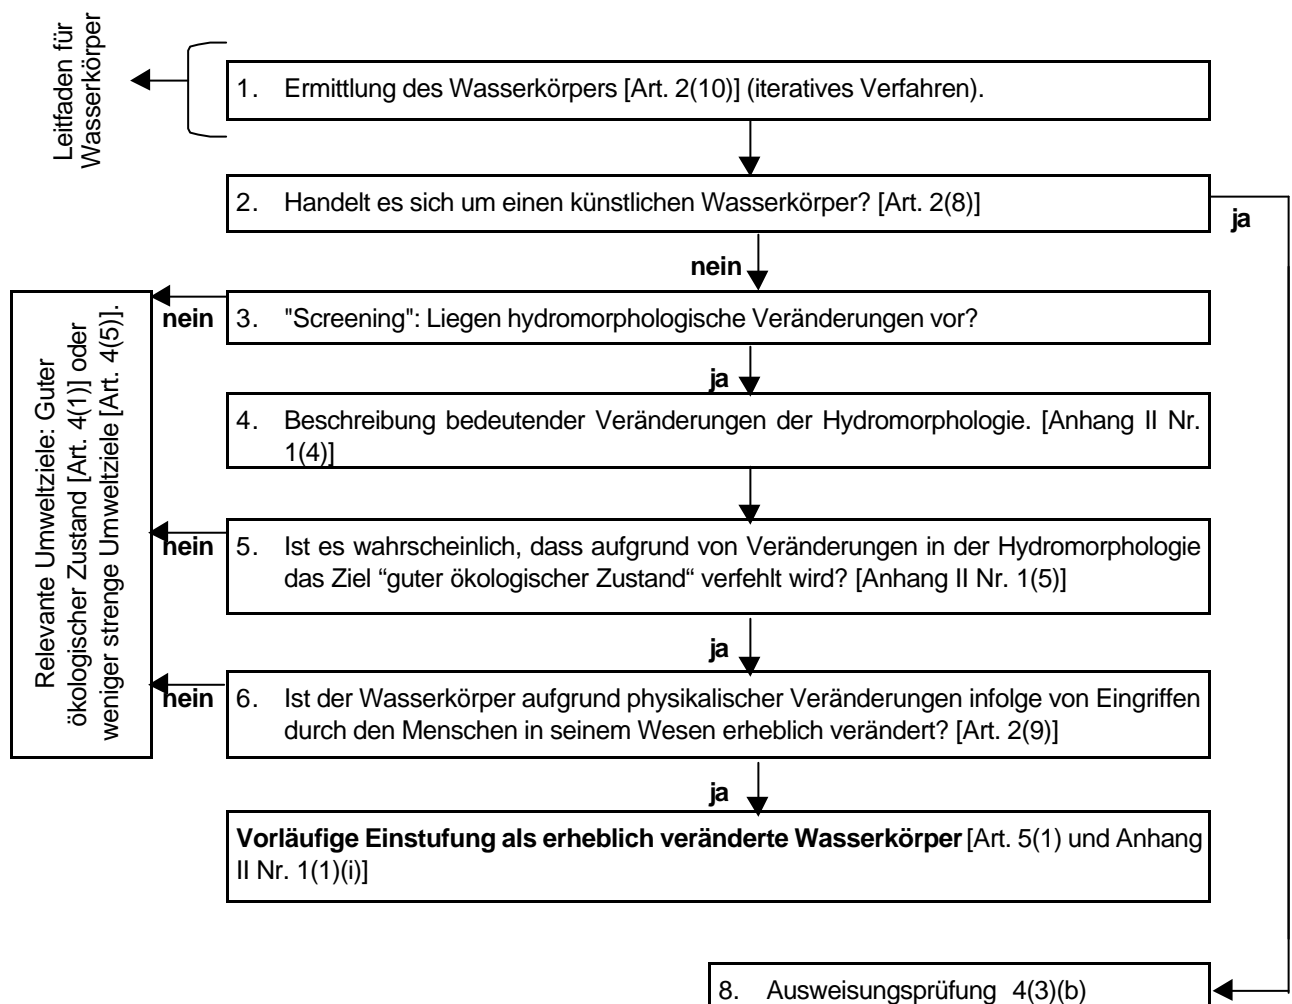 Leitfaden für
Wasserkörper
1. Ermittlung des Wasserkörpers [Art. 2(10)] (iteratives Verfahren).
2. Handelt es sich um einen künstlichen Wasserkörper? [Art. 2(8)]
ja
nein
nein
3. "Screening": Liegen hydromorphologische Veränderungen vor?
ja
Relevante Umweltziele: Guter
ökologischer Zustand [Art. 4(1)] oder
weniger strenge Umweltziele [Art. 4(5)].
4. Beschreibung bedeutender Veränderungen der Hydromorphologie. [Anhang II Nr.
1(4)]
nein
5. Ist es wahrscheinlich, dass aufgrund von Veränderungen in der Hydromorphologie
das Ziel “guter ökologischer Zustand“ verfehlt wird? [Anhang II Nr. 1(5)]
ja
nein
6. Ist der Wasserkörper aufgrund physikalischer Veränderungen infolge von Eingriffen
durch den Menschen in seinem Wesen erheblich verändert? [Art. 2(9)]
ja
Vorläufige Einstufung als erheblich veränderte Wasserkörper [Art. 5(1) und Anhang
II Nr. 1(1)(i)]
8. Ausweisungsprüfung 4(3)(b)